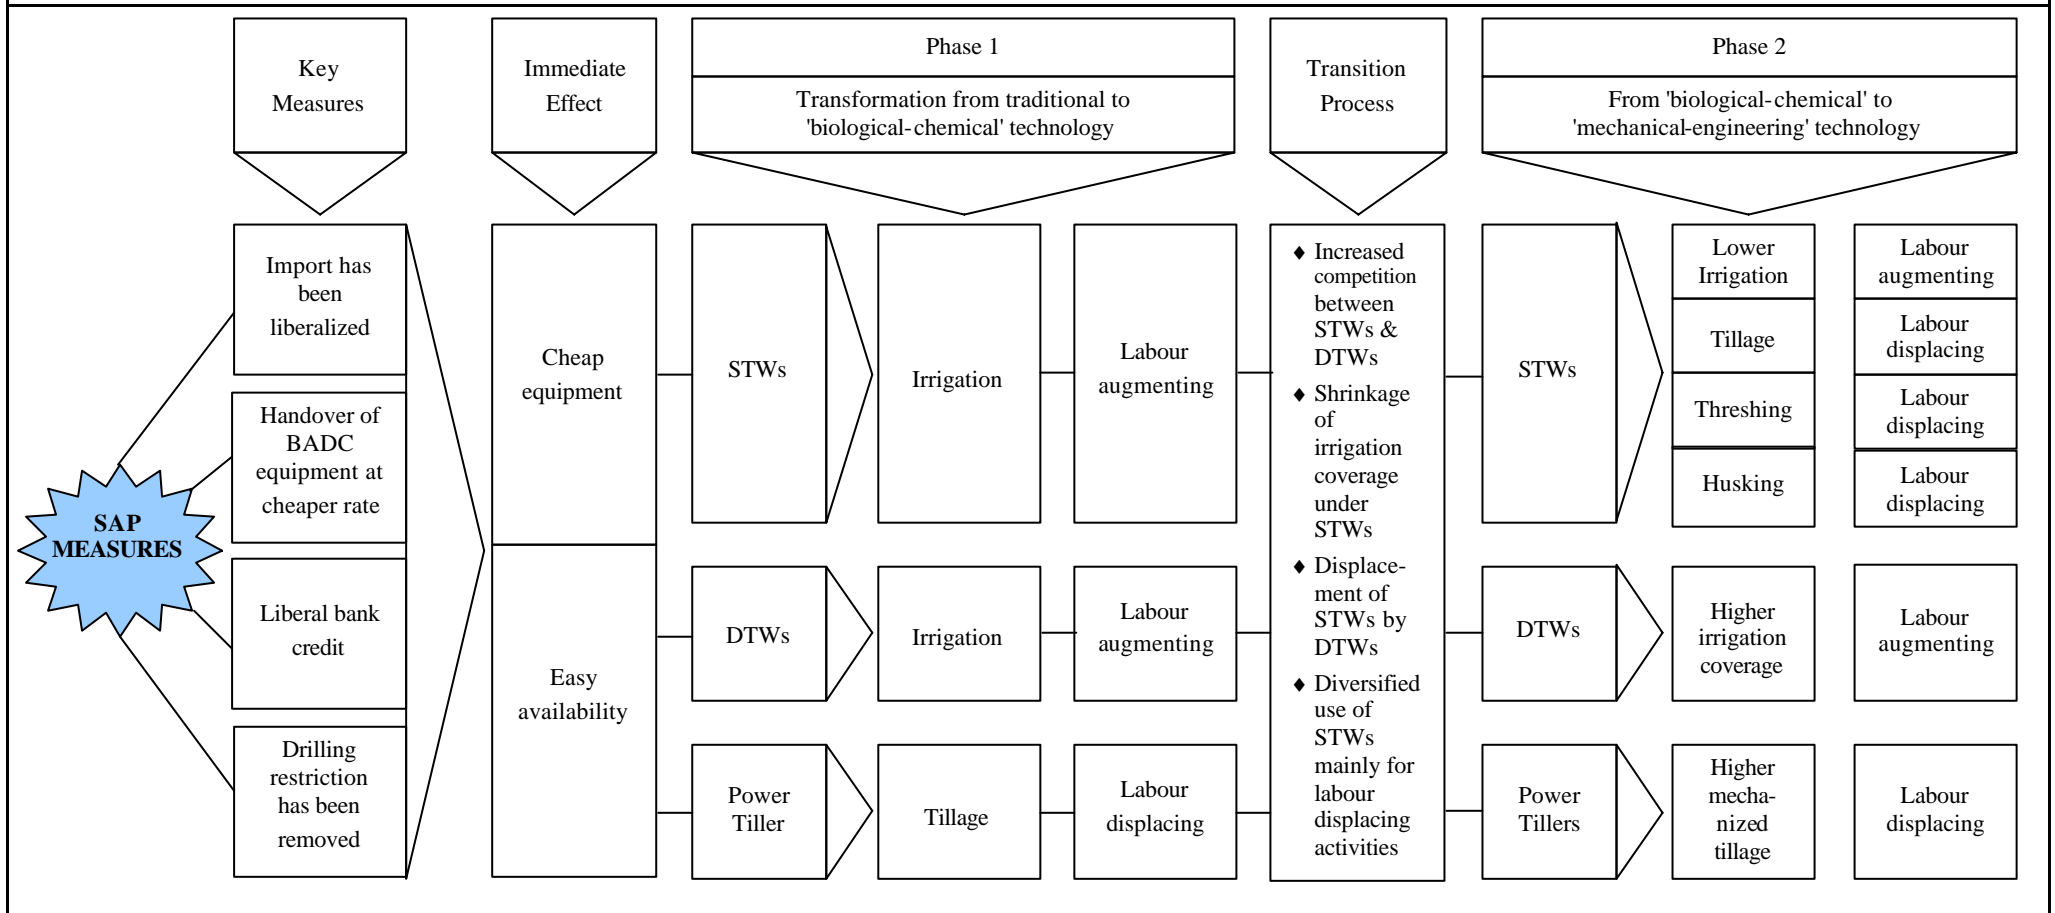 Key
Measures
Immediate
Effect
Phase 1
Transformation from traditional to
'biological-chemical' technology
Transition
Process
Phase 2
From 'biological-chemical' to
'mechanical-engineering' technology
SAP
MEASURES
Import has
been
liberalized
Handover of
BADC
equipment at
cheaper rate
Liberal bank
credit
Drilling
restriction
has been
removed
Cheap
equipment
Easy
availability
STWs
Irrigation
Labour
augmenting
DTWs
Irrigation
Labour
augmenting
Power
Tiller
Tillage
Labour
displacing
♦ Increased
competition
between
STWs &
DTWs
♦ Shrinkage
of
irrigation
coverage
under
STWs
♦ Displace-
ment of
STWs by
DTWs
♦ Diversified
use of
STWs
mainly for
labour
displacing
activities
STWs
Lower
Irrigation
Labour
augmenting
Tillage
Labour
displacing
Threshing
Labour
displacing
Husking
Labour
displacing
DTWs
Higher
irrigation
coverage
Labour
augmenting
Power
Tillers
Higher
mecha-
nized
tillage
Labour
displacing